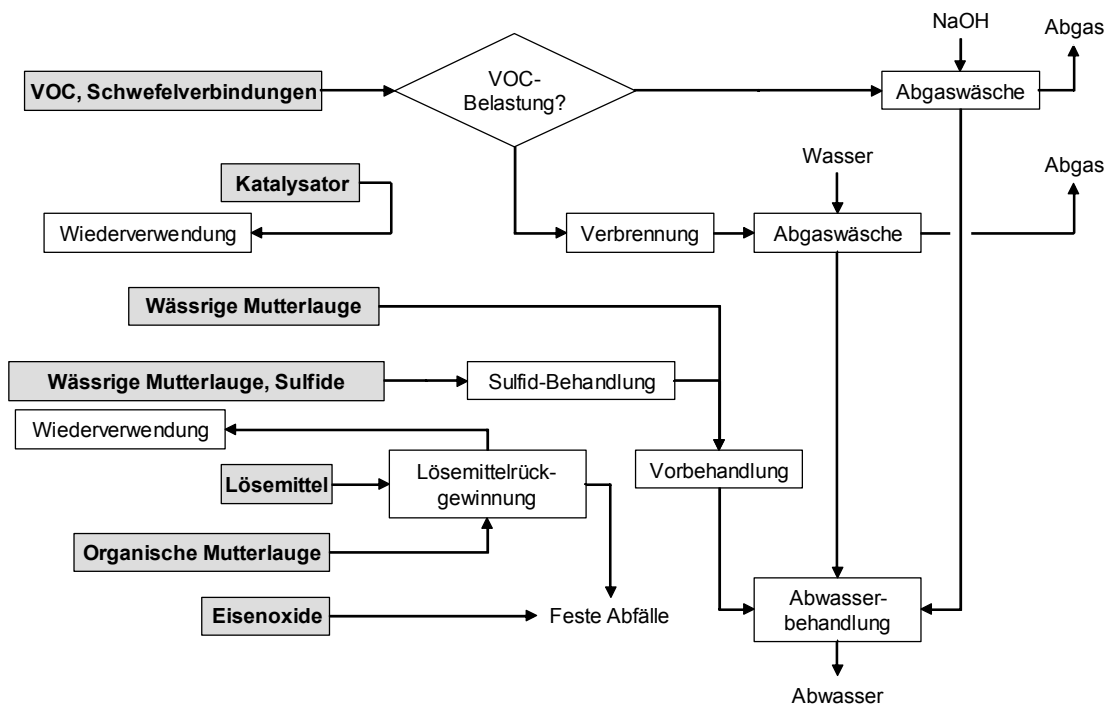 NaOH
Abgas
VOC, Schwefelverbindungen
VOC-
Belastung?
Abgaswäsche
Wasser
Abgas
Katalysator
Wiederverwendung
Verbrennung
Abgaswäsche
Wässrige Mutterlauge
Wässrige Mutterlauge, Sulfide
Sulfid-Behandlung
Wiederverwendung
Lösemittel
Lösemittelrück-
gewinnung
Vorbehandlung
Organische Mutterlauge
Eisenoxide
Feste Abfälle
Abwasser-
behandlung
Abwasser